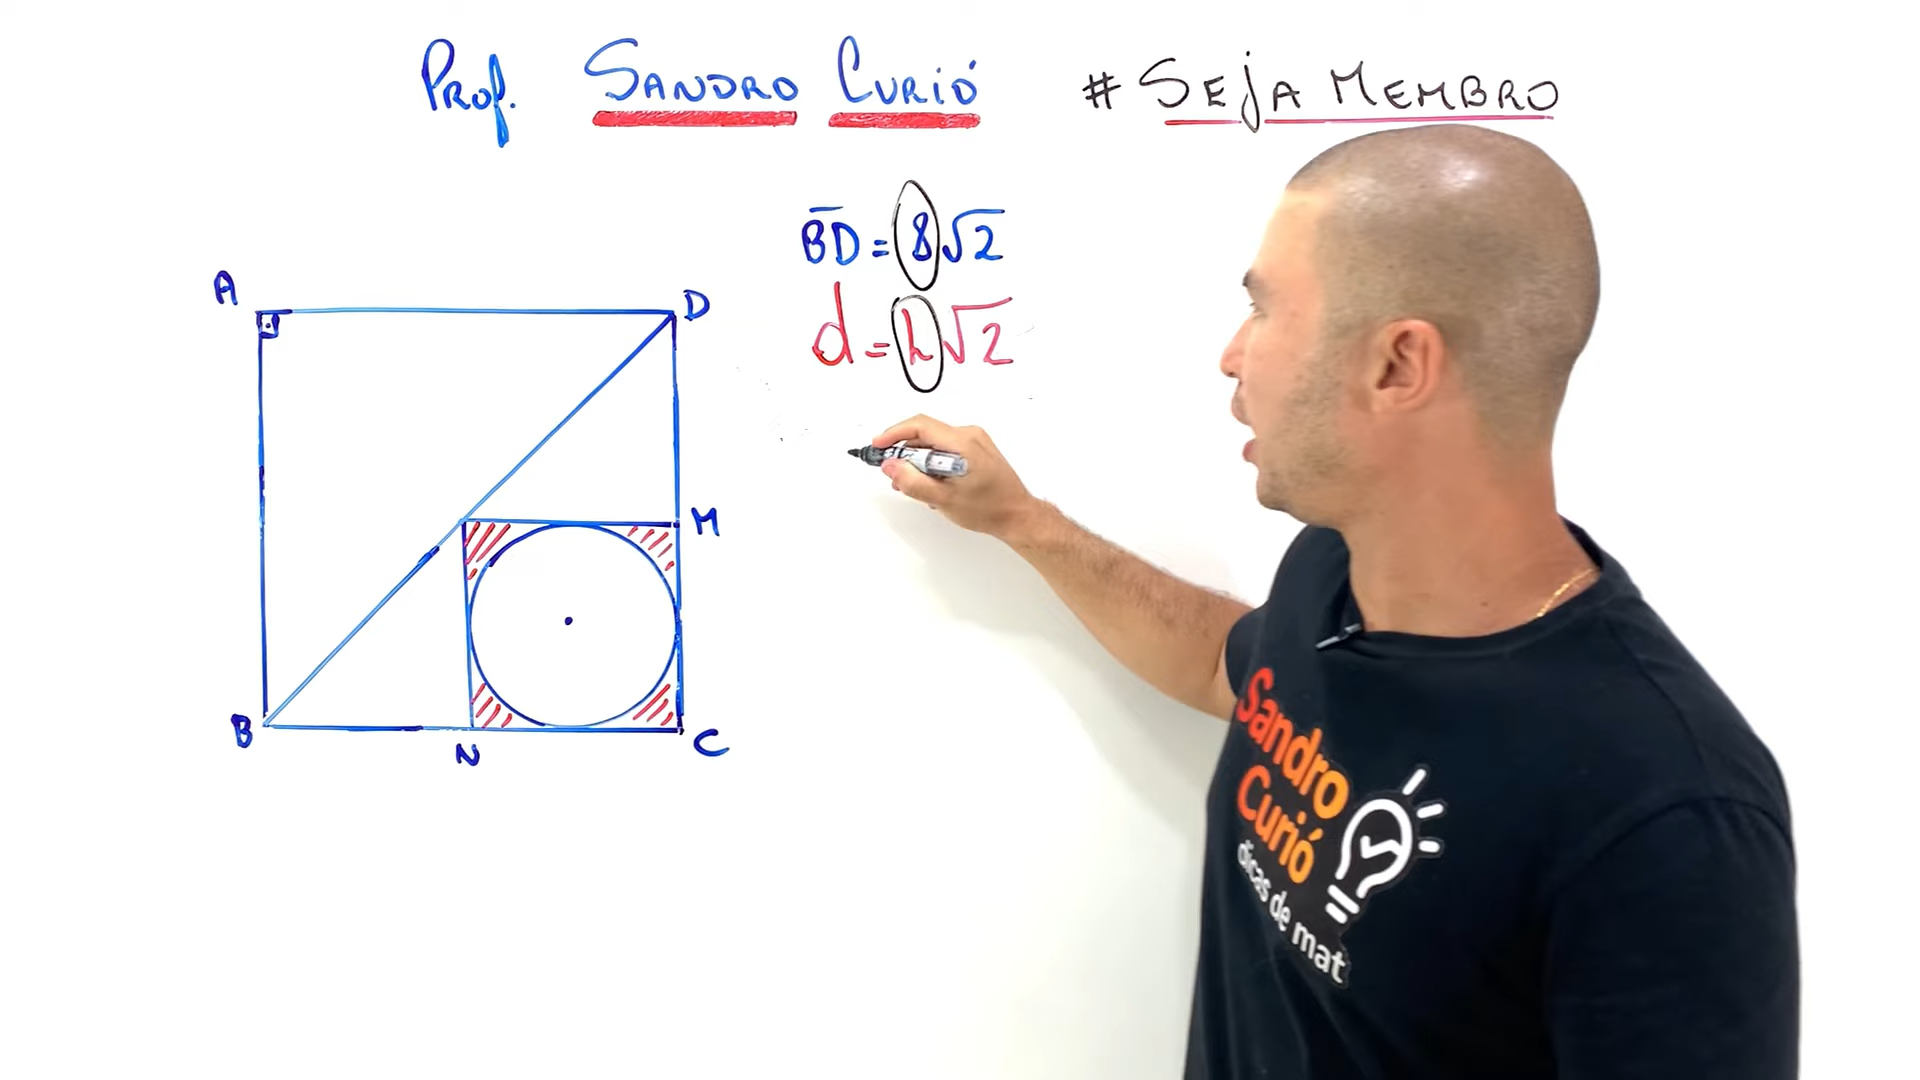 PROF. SANDRO CURIÓ # SEJA MEMBRO
BD = 8√2
d = L√2
A
D
M
B
N
C
Sandro
Curió
dicas de mat